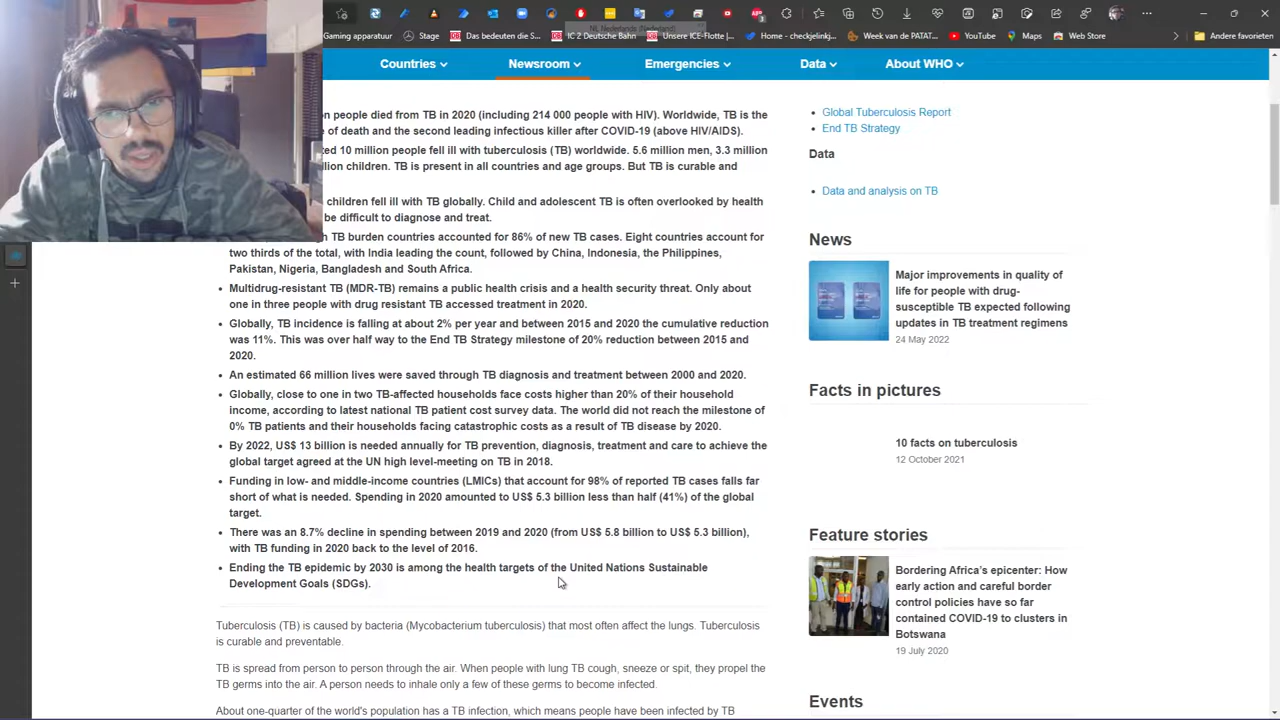 NL Nederlands (Nederland)
Gaming apparatuur
Stage
Das bedeuten die S...
IC 2 Deutsche Bahn
Unsere ICE-Flotte |...
Home - checkjelinkj...
Week van de PATAT...
YouTube
Maps
Web Store
Andere favorieten
Countries
Newsroom
Emergencies
Data
About WHO
n people died from TB in 2020 (including 214 000 people with HIV). Worldwide, TB is the
e of death and the second leading infectious killer after COVID-19 (above HIV/AIDS).
ed 10 million people fell ill with tuberculosis (TB) worldwide. 5.6 million men, 3.3 million
llion children. TB is present in all countries and age groups. But TB is curable and
children fell ill with TB globally. Child and adolescent TB is often overlooked by health
be difficult to diagnose and treat.
TB burden countries accounted for 86% of new TB cases. Eight countries account for
two thirds of the total, with India leading the count, followed by China, Indonesia, the Philippines,
Pakistan, Nigeria, Bangladesh and South Africa.
Multidrug-resistant TB (MDR-TB) remains a public health crisis and a health security threat. Only about
one in three people with drug resistant TB accessed treatment in 2020.
Globally, TB incidence is falling at about 2% per year and between 2015 and 2020 the cumulative reduction
was 11%. This was over half way to the End TB Strategy milestone of 20% reduction between 2015 and
2020.
An estimated 66 million lives were saved through TB diagnosis and treatment between 2000 and 2020.
Globally, close to one in two TB-affected households face costs higher than 20% of their household
income, according to latest national TB patient cost survey data. The world did not reach the milestone of
0% TB patients and their households facing catastrophic costs as a result of TB disease by 2020.
By 2022, US$ 13 billion is needed annually for TB prevention, diagnosis, treatment and care to achieve the
global target agreed at the UN high level-meeting on TB in 2018.
Funding in low- and middle-income countries (LMICs) that account for 98% of reported TB cases falls far
short of what is needed. Spending in 2020 amounted to US$ 5.3 billion less than half (41%) of the global
target.
There was an 8.7% decline in spending between 2019 and 2020 (from US$ 5.8 billion to US$ 5.3 billion),
with TB funding in 2020 back to the level of 2016.
Ending the TB epidemic by 2030 is among the health targets of the United Nations Sustainable
Development Goals (SDGs).
Tuberculosis (TB) is caused by bacteria (Mycobacterium tuberculosis) that most often affect the lungs. Tuberculosis
is curable and preventable.
TB is spread from person to person through the air. When people with lung TB cough, sneeze or spit, they propel the
TB germs into the air. A person needs to inhale only a few of these germs to become infected.
About one-quarter of the world's population has a TB infection, which means people have been infected by TB
Global Tuberculosis Report
End TB Strategy
Data
Data and analysis on TB
News
Major improvements in quality of
life for people with drug-
susceptible TB expected following
updates in TB treatment regimens
24 May 2022
Facts in pictures
10 facts on tuberculosis
12 October 2021
Feature stories
Bordering Africa's epicenter: How
early action and careful border
control policies have so far
contained COVID-19 to clusters in
Botswana
19 July 2020
Events